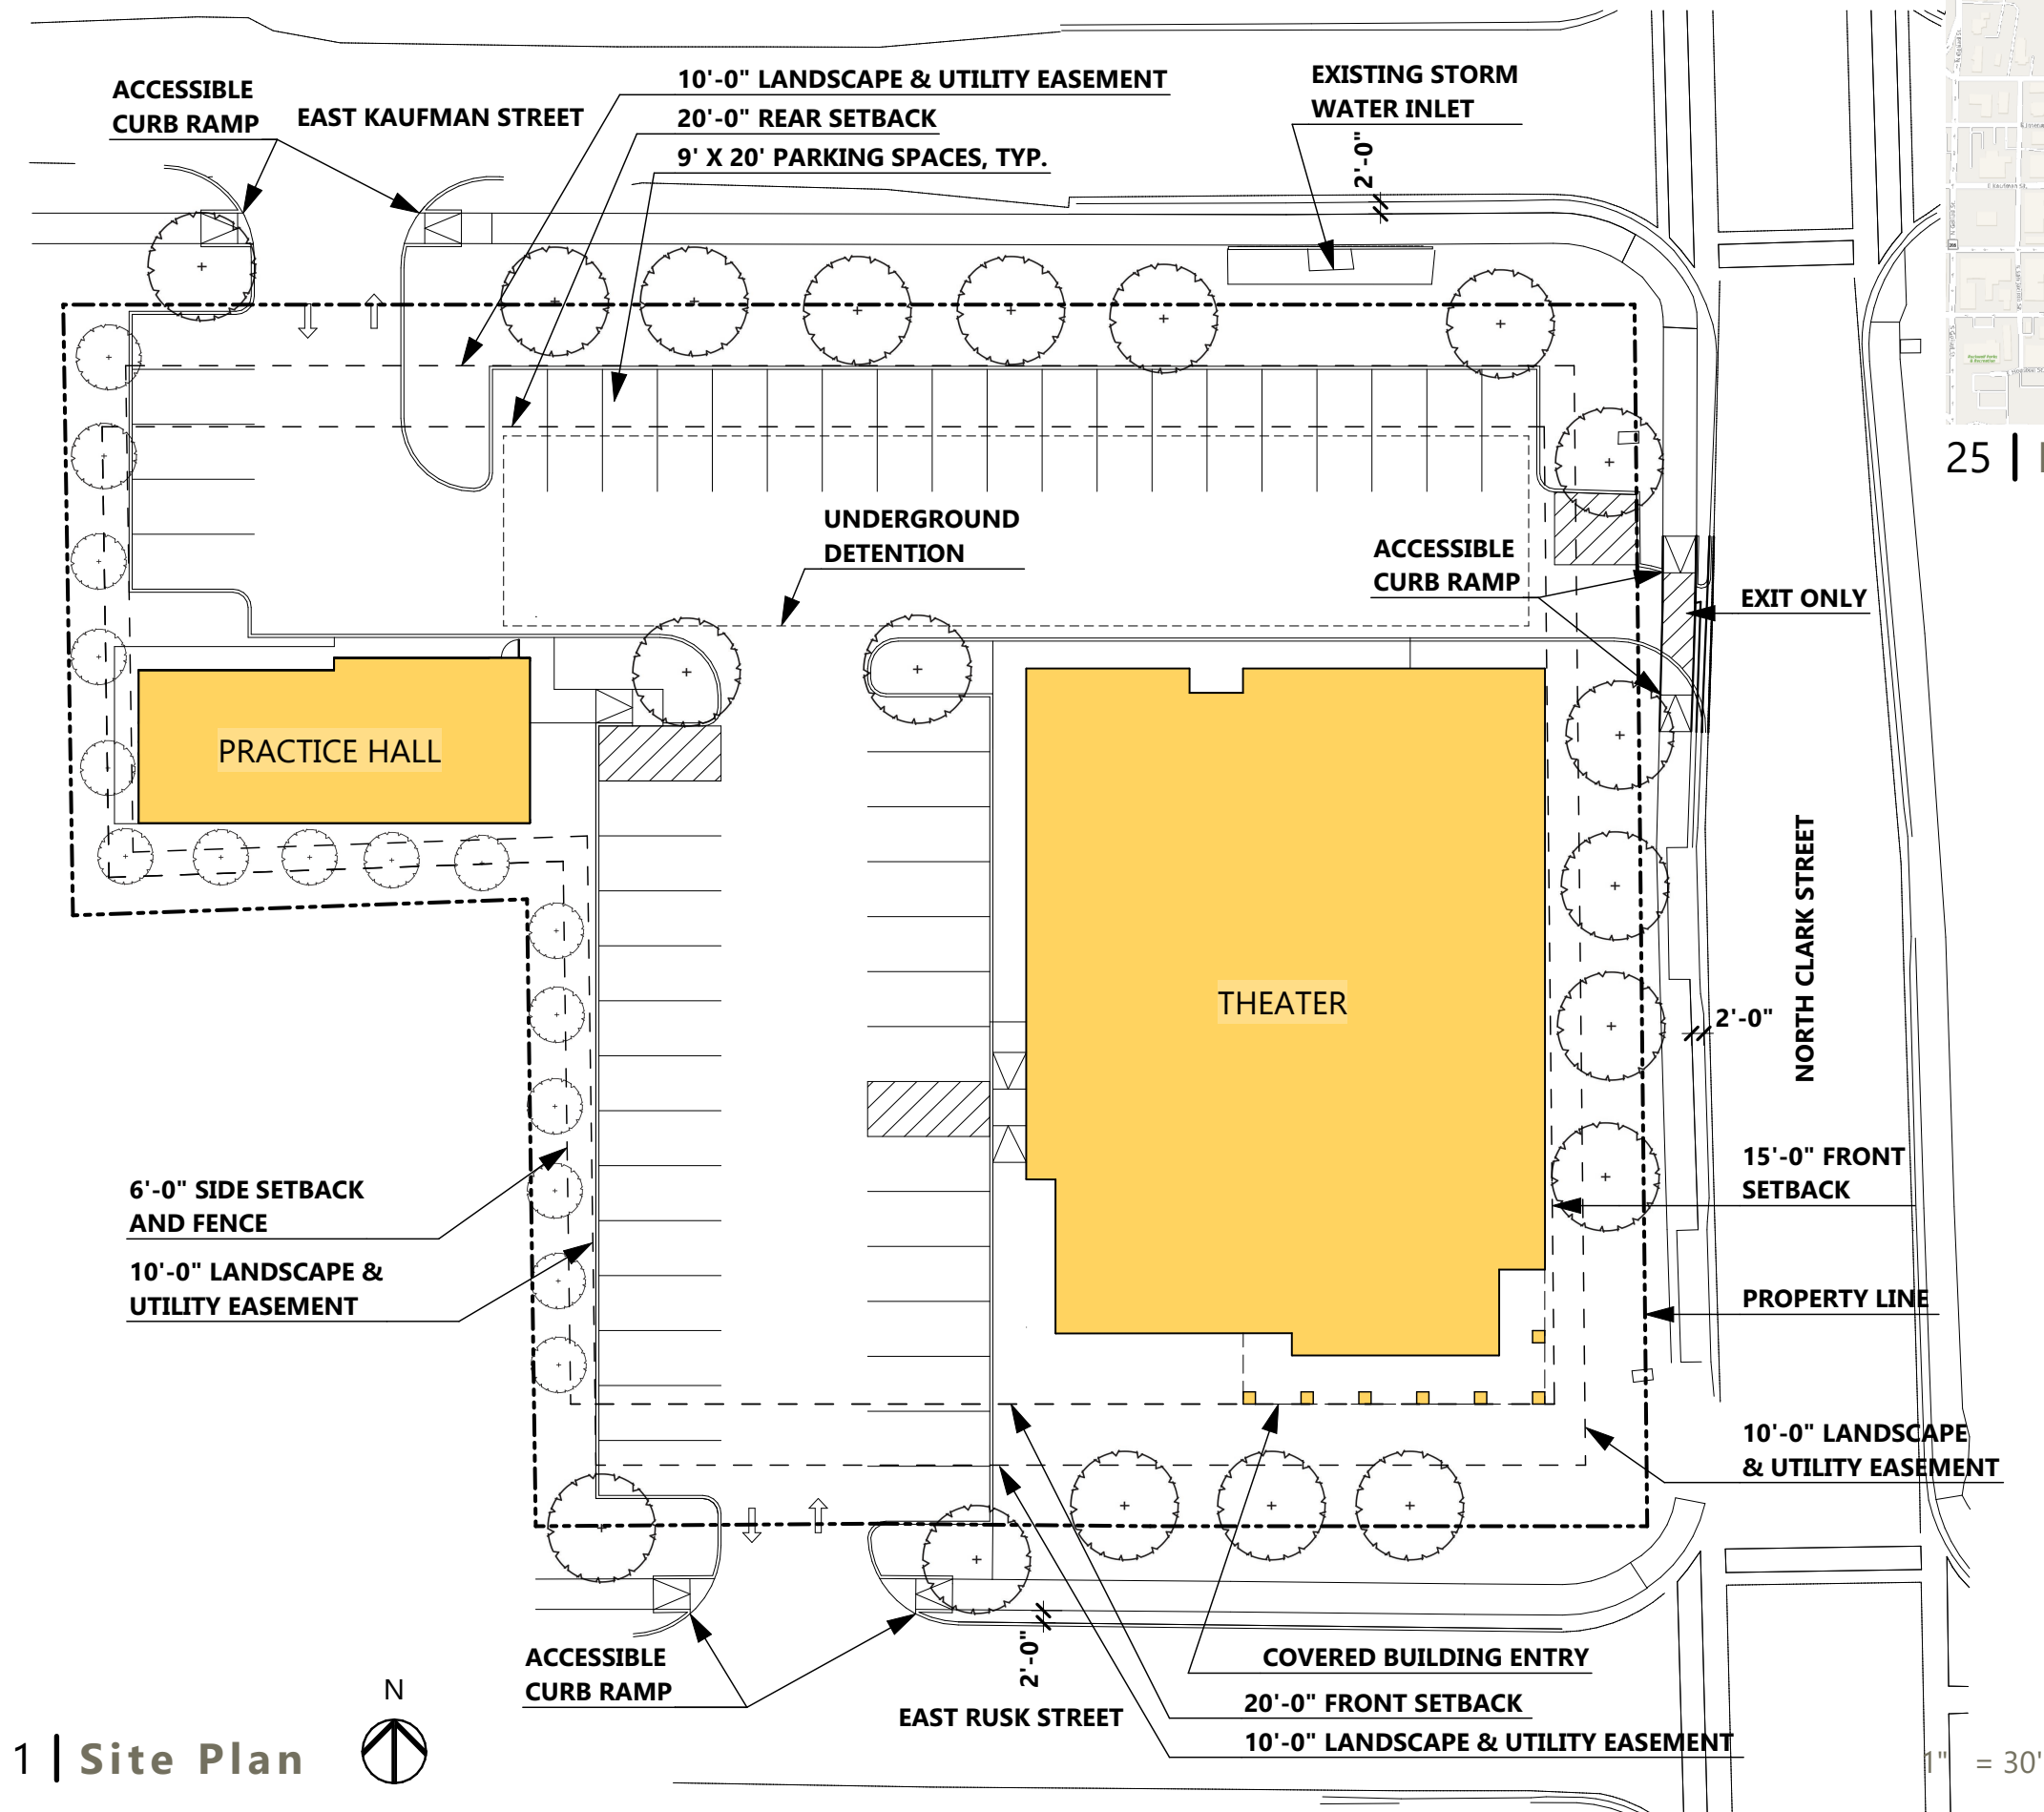 ACCESSIBLE
CURB RAMP
EAST KAUFMAN STREET
10'-0" LANDSCAPE & UTILITY EASEMENT
20'-0" REAR SETBACK
9' X 20' PARKING SPACES, TYP.
EXISTING STORM
WATER INLET
2'-0"
25
UNDERGROUND
DETENTION
ACCESSIBLE
CURB RAMP
EXIT ONLY
PRACTICE HALL
THEATER
NORTH CLARK STREET
2'-0"
6'-0" SIDE SETBACK
AND FENCE
10'-0" LANDSCAPE &
UTILITY EASEMENT
15'-0" FRONT
SETBACK
PROPERTY LINE
10'-0" LANDSCAPE
& UTILITY EASEMENT
ACCESSIBLE
CURB RAMP
2'-0"
EAST RUSK STREET
COVERED BUILDING ENTRY
20'-0" FRONT SETBACK
10'-0" LANDSCAPE & UTILITY EASEMENT
N
1 | Site Plan
1" = 30'